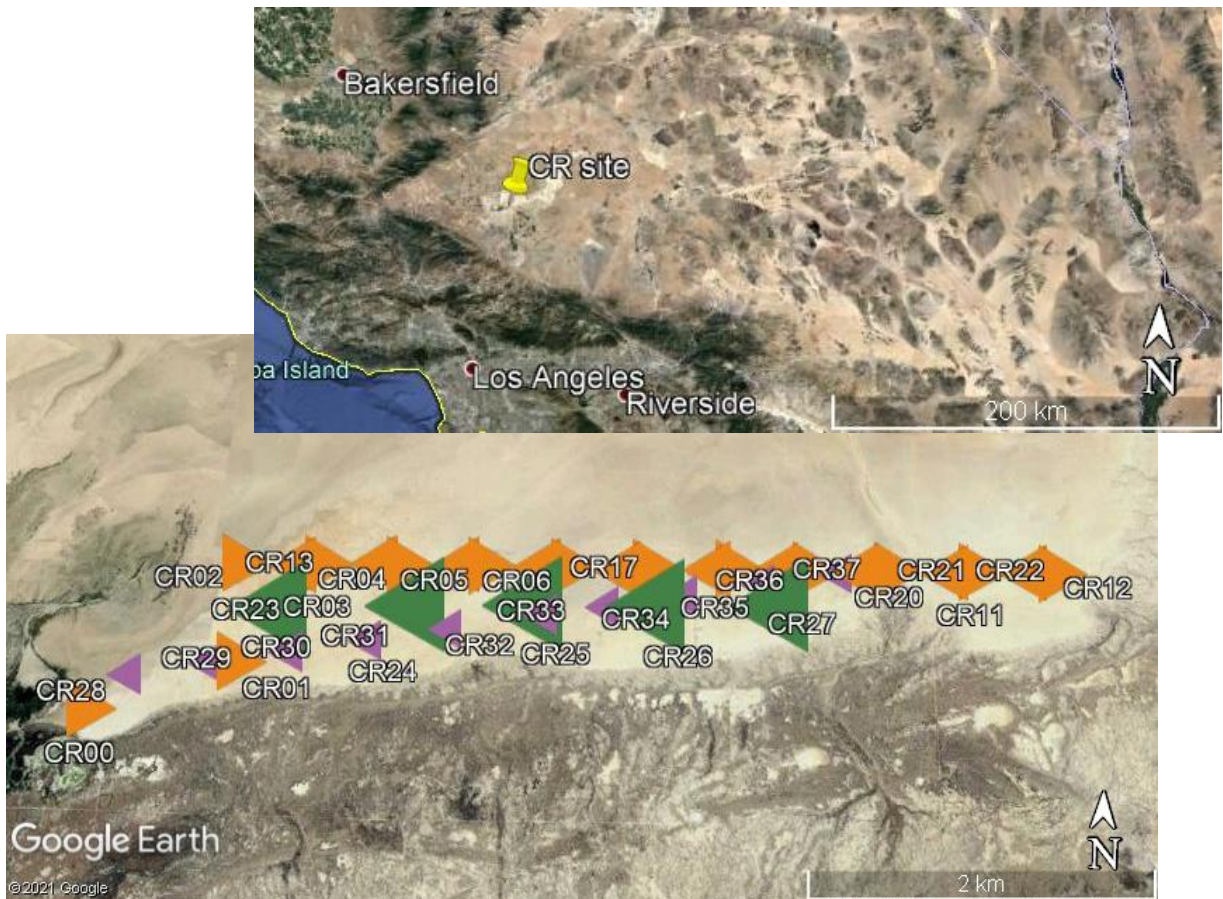 Bakersfield
CR site
Los Angeles
Riverside
N
200 km
CR02
CR13
CR04
CR05
CR06
CR17
CR36
CR37
CR20
CR21
CR22
CR12
CR11
CR23
CR03
CR33
CR34
CR35
CR27
CR29
CR30
CR31
CR32
CR24
CR25
CR26
CR28
CR01
CR00
N
2 km
Google Earth
©2021 Google